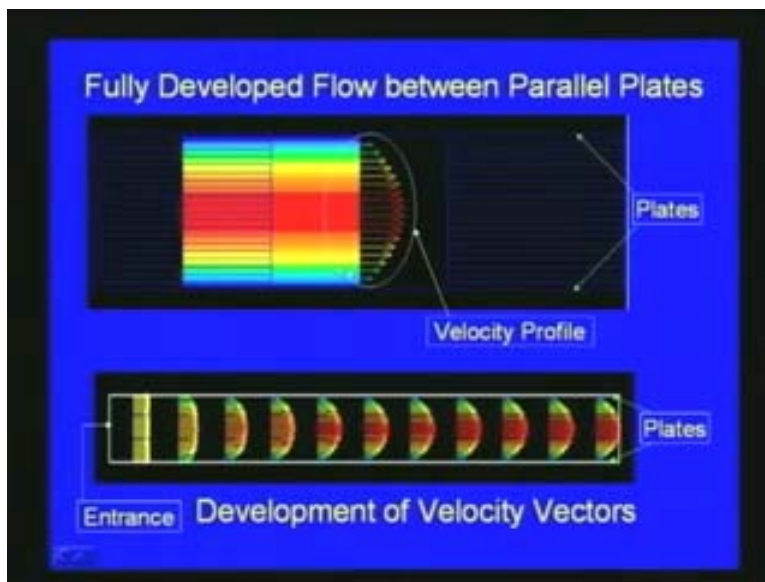 Fully Developed Flow between Parallel Plates
Plates
Velocity Profile
Plates
Entrance
Development of Velocity Vectors